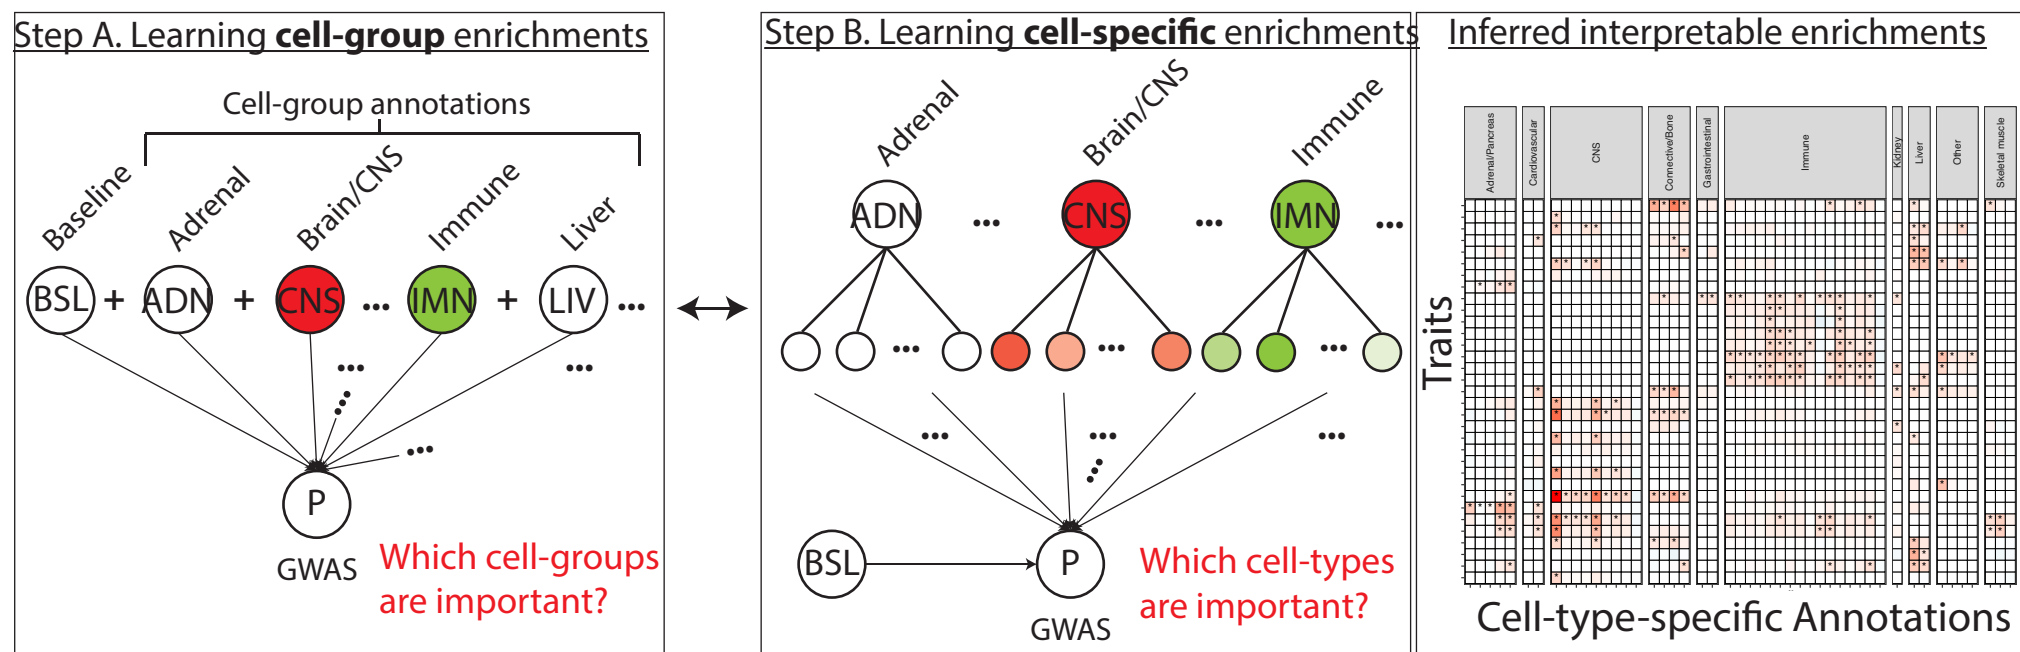 Step A. Learning cell-group enrichments
Cell-group annotations
Baseline
Adrenal
Brain/CNS
Immune
Liver
BSL + ADN + CNS ... IMN + LIV ...
...
...
...
...
P
GWAS
Which cell-groups
are important?
Step B. Learning cell-specific enrichments
Adrenal
Brain/CNS
Immune
ADN ... CNS ... IMN ...
... ... ...
... ... ...
...
BSL
P
GWAS
Which cell-types
are important?
Inferred interpretable enrichments
Adrenal/Pancreas
Cardiovascular
CNS
Connective/Bone
Gastrointestinal
Immune
Kidney
Liver
Other
Skeletal muscle
Traits
Cell-type-specific Annotations